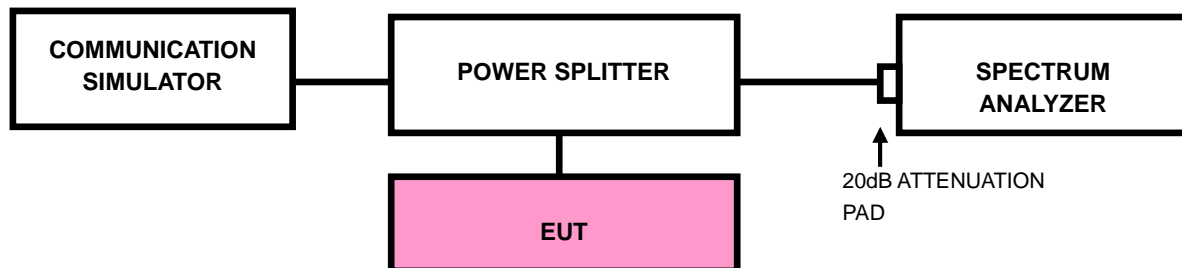 COMMUNICATION
SIMULATOR
POWER SPLITTER
SPECTRUM
ANALYZER
20dB ATTENUATION
PAD
EUT